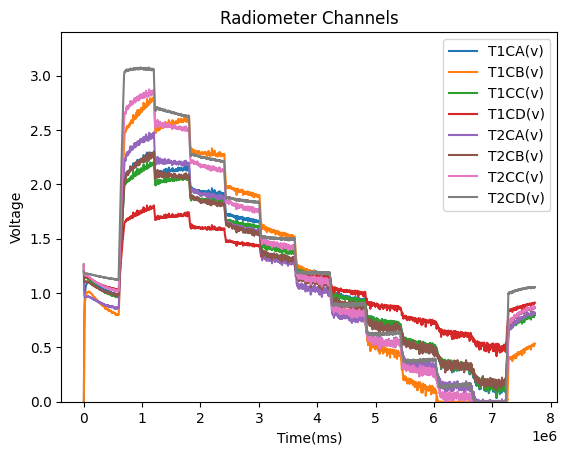 Radiometer Channels
Voltage
3.0
2.5
2.0
1.5
1.0
0.5
0.0
T1CA(v)
T1CB(v)
T1CC(v)
T1CD(v)
T2CA(v)
T2CB(v)
T2CC(v)
T2CD(v)
0 1 2 3 4 5 6 7 8
1e6
Time(ms)